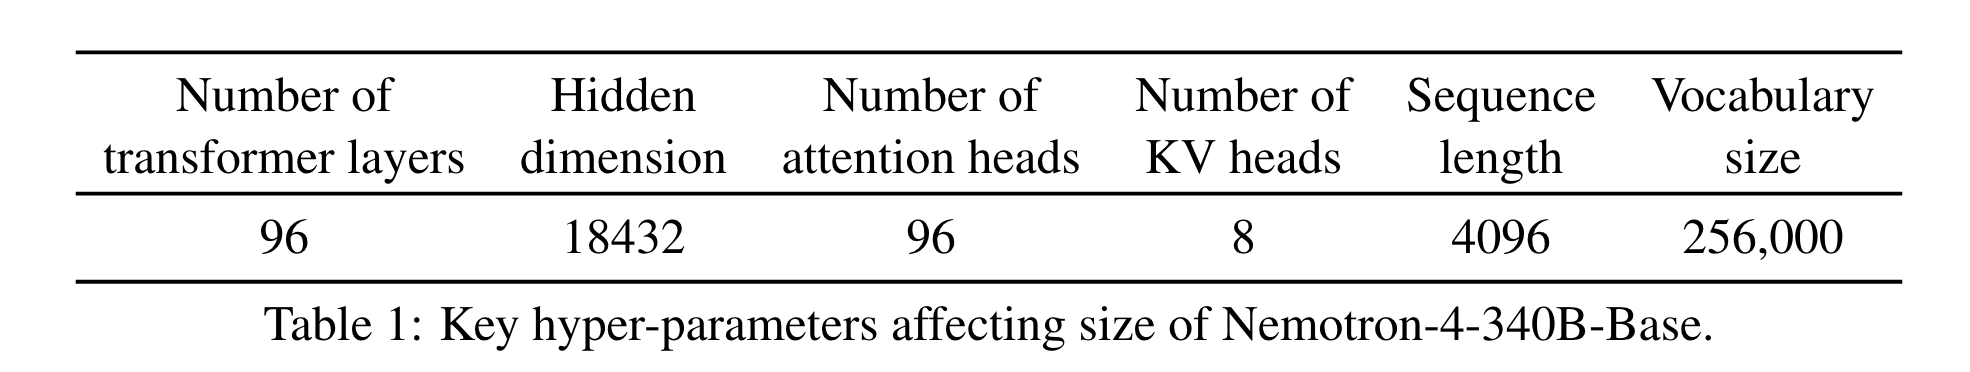 Number of transformer layers Hidden dimension Number of attention heads Number of KV heads Sequence length Vocabulary size
96 18432 96 8 4096 256,000
Table 1: Key hyper-parameters affecting size of Nemotron-4-340B-Base.